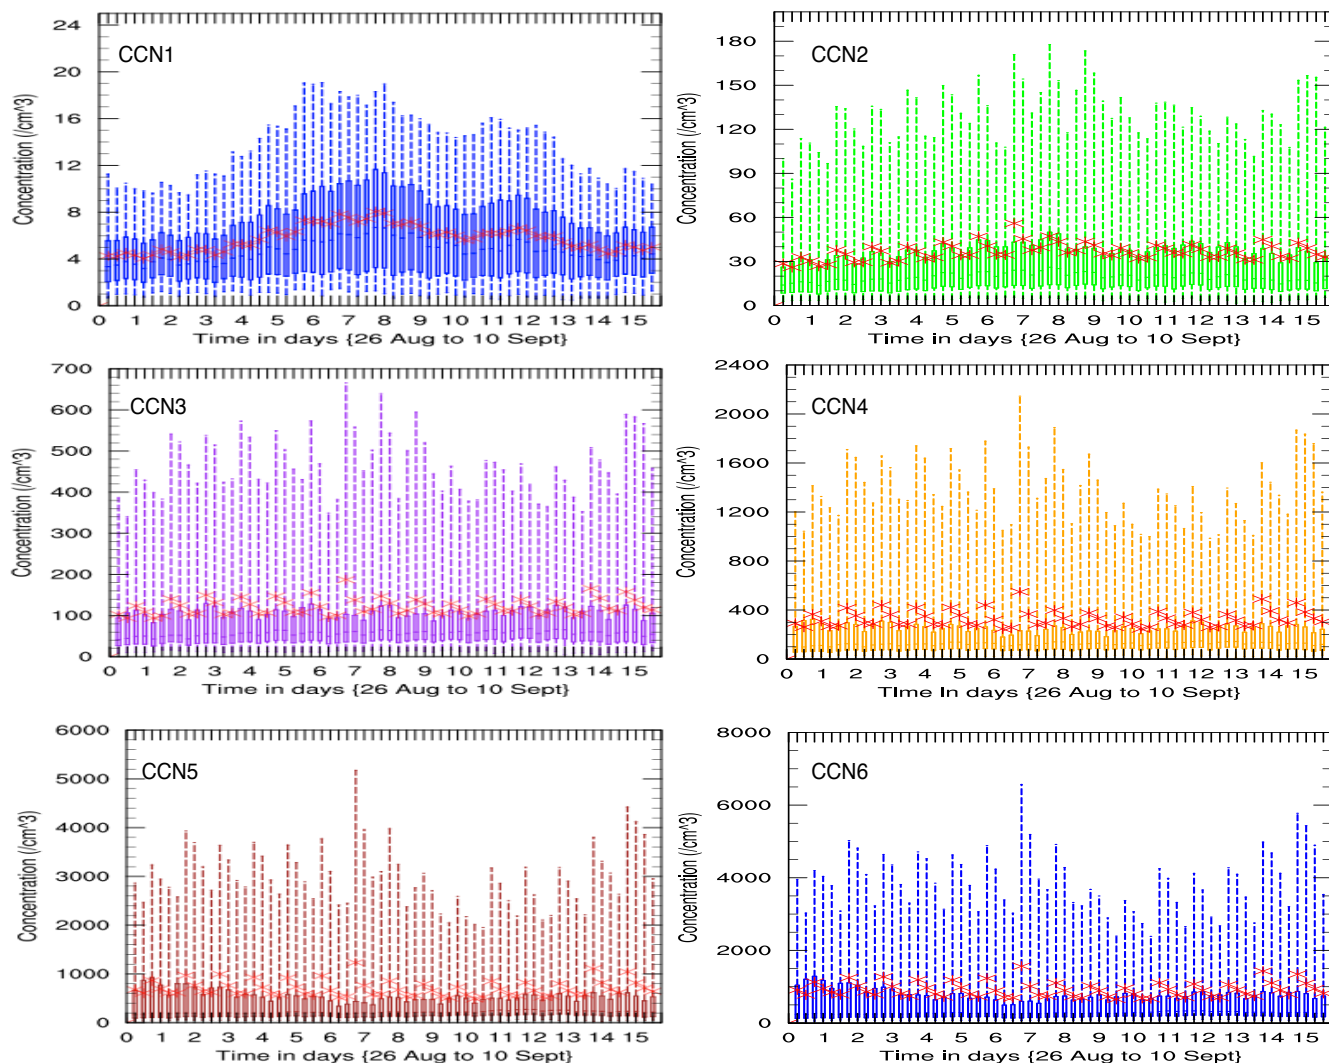 CCN1
Concentration (/cm^3)
24
20
16
12
8
4
0
0 1 2 3 4 5 6 7 8 9 10 11 12 13 14 15
Time in days {26 Aug to 10 Sept}
CCN2
Concentration (/cm^3)
180
150
120
90
60
30
0
0 1 2 3 4 5 6 7 8 9 10 11 12 13 14 15
Time in days {26 Aug to 10 Sept}
CCN3
Concentration (/cm^3)
700
600
500
400
300
200
100
0
0 1 2 3 4 5 6 7 8 9 10 11 12 13 14 15
Time in days {26 Aug to 10 Sept}
CCN4
Concentration (/cm^3)
2400
2000
1600
1200
800
400
0
0 1 2 3 4 5 6 7 8 9 10 11 12 13 14 15
TIme In days {26 Aug to 10 Sept}
CCN5
Concentration (/cm^3)
6000
5000
4000
3000
2000
1000
0
0 1 2 3 4 5 6 7 8 9 10 11 12 13 14 15
Time in days {26 Aug to 10 Sept}
CCN6
Concentration (/cm^3)
8000
6000
4000
2000
0
0 1 2 3 4 5 6 7 8 9 10 11 12 13 14 15
Time in days {26 Aug to 10 Sept}